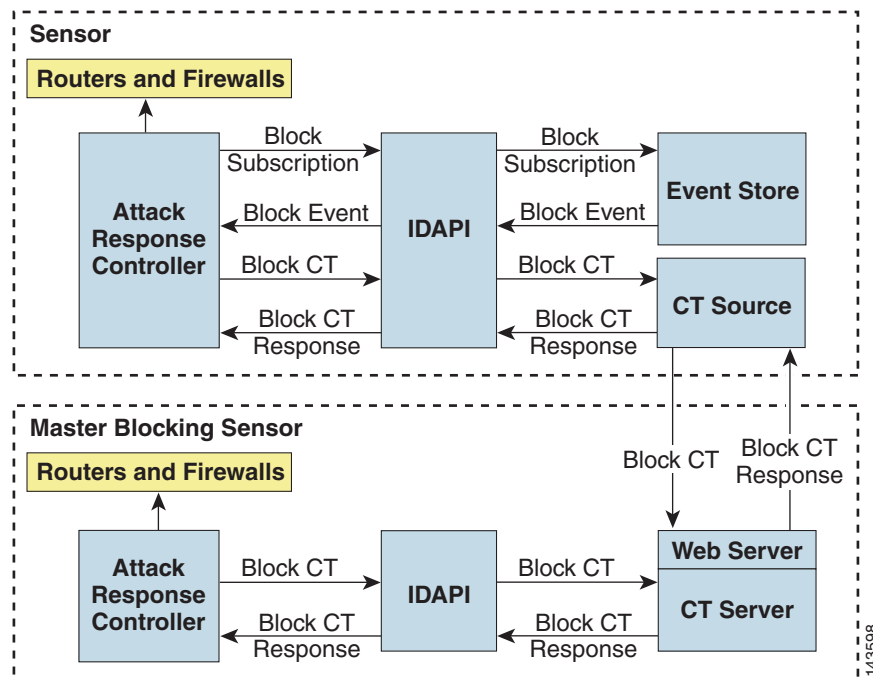 Sensor
Routers and Firewalls
Block
Subscription
Block
Subscription
Attack
Response
Controller
IDAPI
Event Store
Block Event
Block Event
Block CT
Block CT
CT Source
Block CT
Response
Block CT
Response
Master Blocking Sensor
Block CT
Block CT
Response
Routers and Firewalls
Attack
Response
Controller
Block CT
IDAPI
Block CT
Web Server
CT Server
Block CT
Response
Block CT
Response
143598